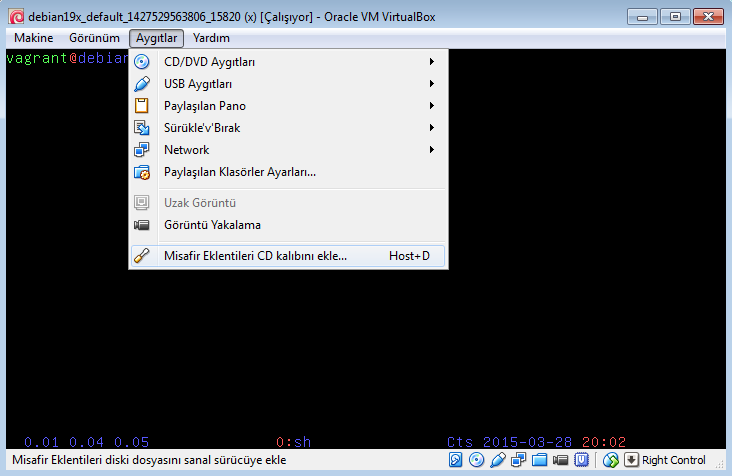 debian19x_default_1427529563806_15820 (x) [Çalışıyor] - Oracle VM VirtualBox
Makine Görünüm Aygıtlar Yardım
vagrant@debian
CD/DVD Aygıtları
USB Aygıtları
Paylaşılan Pano
Sürükle'v'Bırak
Network
Paylaşılan Klasörler Ayarları...
Uzak Görüntü
Görüntü Yakalama
Misafir Eklentileri CD kalıbını ekle... Host+D
0.01 0.04 0.05 0:sh Cts 2015-03-28 20:02
Misafir Eklentileri diski dosyasını sanal sürücüye ekle Right Control